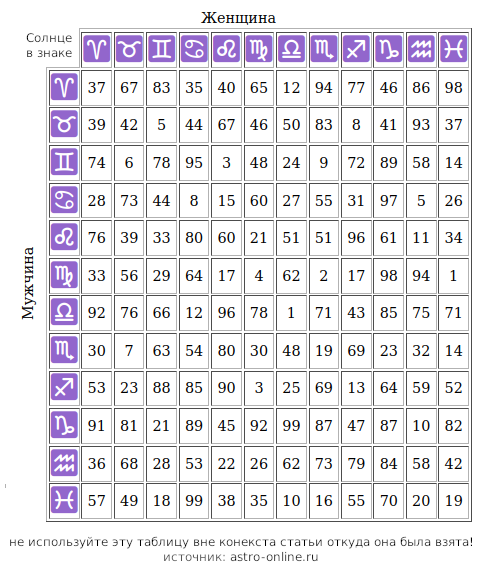 Женщина
Солнце
в знаке
♈ ♉ ♊ ♋ ♌ ♍ ♎ ♏ ♐ ♑ ♒ ♓
Мужчина
♈ 37 67 83 35 40 65 12 94 77 46 86 98
♉ 39 42 5 44 67 46 50 83 8 41 93 37
♊ 74 6 78 95 3 48 24 9 72 89 58 14
♋ 28 73 44 8 15 60 27 55 31 97 5 26
♌ 76 39 33 80 60 21 51 51 96 61 11 34
♍ 33 56 29 64 17 4 62 2 17 98 94 1
♎ 92 76 66 12 96 78 1 71 43 85 75 71
♏ 30 7 63 54 80 30 48 19 69 23 32 14
♐ 53 23 88 85 90 3 25 69 13 64 59 52
♑ 91 81 21 89 45 92 99 87 47 87 10 82
♒ 36 68 28 53 22 26 62 73 79 84 58 42
♓ 57 49 18 99 38 35 10 16 55 70 20 19
не используйте эту таблицу вне конекста статьи откуда она была взята!
источник: astro-online.ru